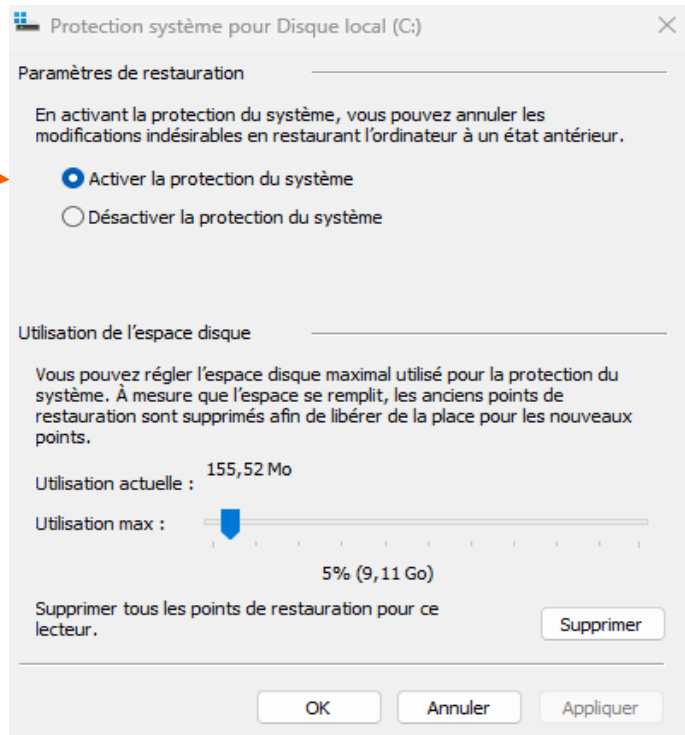 Protection système pour Disque local (C:)
Paramètres de restauration
En activant la protection du système, vous pouvez annuler les
modifications indésirables en restaurant l’ordinateur à un état antérieur.
Activer la protection du système
Désactiver la protection du système
Utilisation de l’espace disque
Vous pouvez régler l’espace disque maximal utilisé pour la protection du
système. À mesure que l’espace se remplit, les anciens points de
restauration sont supprimés afin de libérer de la place pour les nouveaux
points.
Utilisation actuelle : 155,52 Mo
Utilisation max :
5% (9,11 Go)
Supprimer tous les points de restauration pour ce
lecteur.
Supprimer
OK Annuler Appliquer